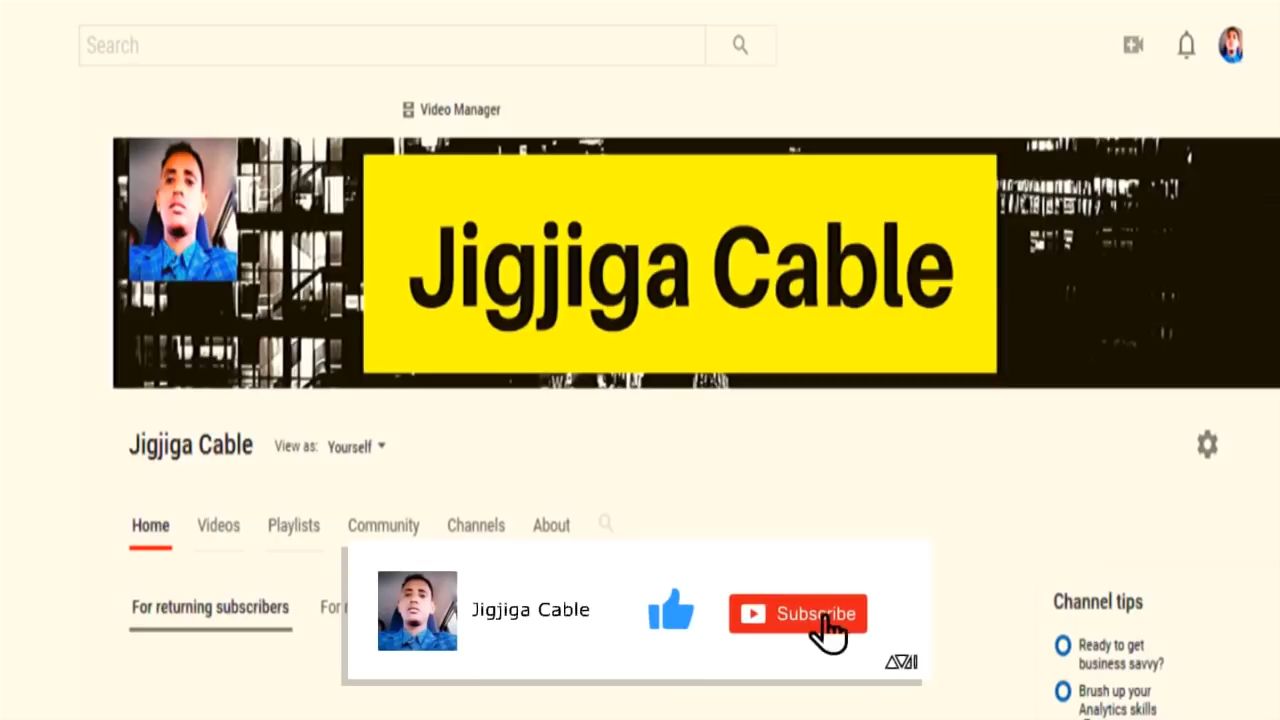 Search
Video Manager
Jigjiga Cable
Jigjiga Cable View as: Yourself
Home Videos Playlists Community Channels About
For returning subscribers For
Jigjiga Cable
Subscribe
Channel tips
Ready to get
business savvy?
Brush up your
Analytics skills